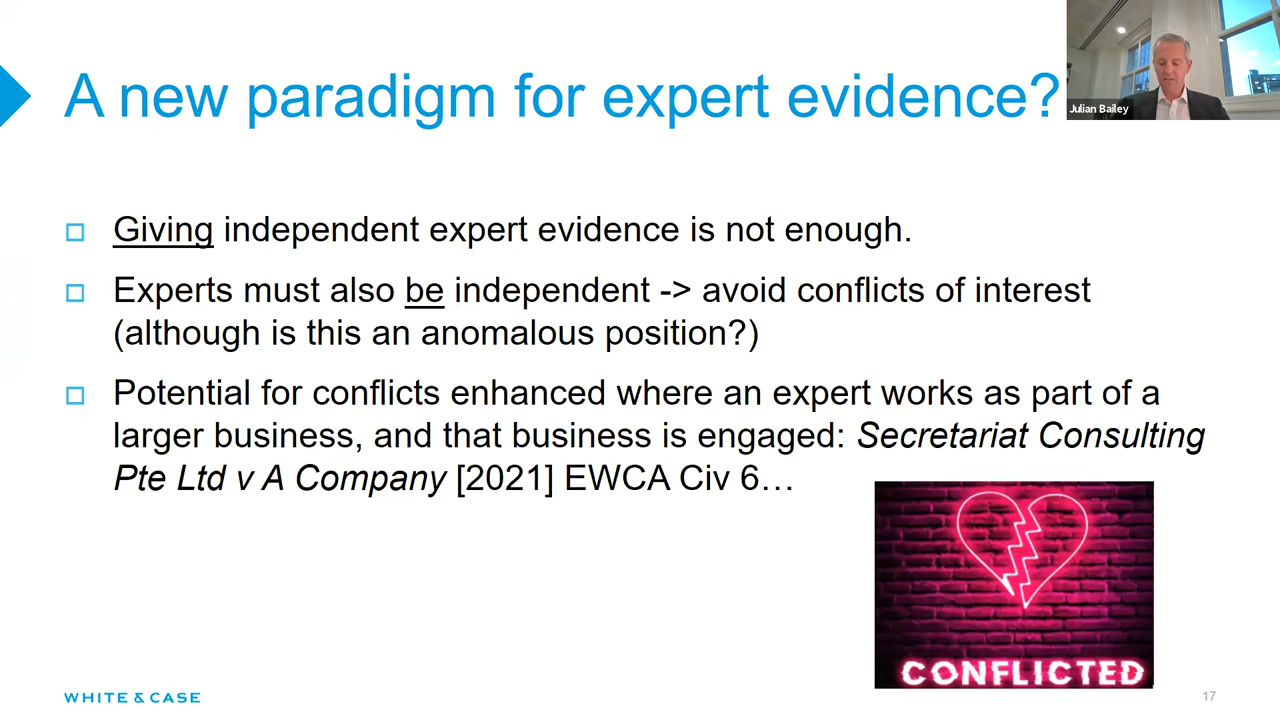 A new paradigm for expert evidence?
Julian Bailey
Giving independent expert evidence is not enough.
Experts must also be independent -> avoid conflicts of interest
(although is this an anomalous position?)
Potential for conflicts enhanced where an expert works as part of a
larger business, and that business is engaged: Secretariat Consulting
Pte Ltd v A Company [2021] EWCA Civ 6…
CONFLICTED
WHITE & CASE
17